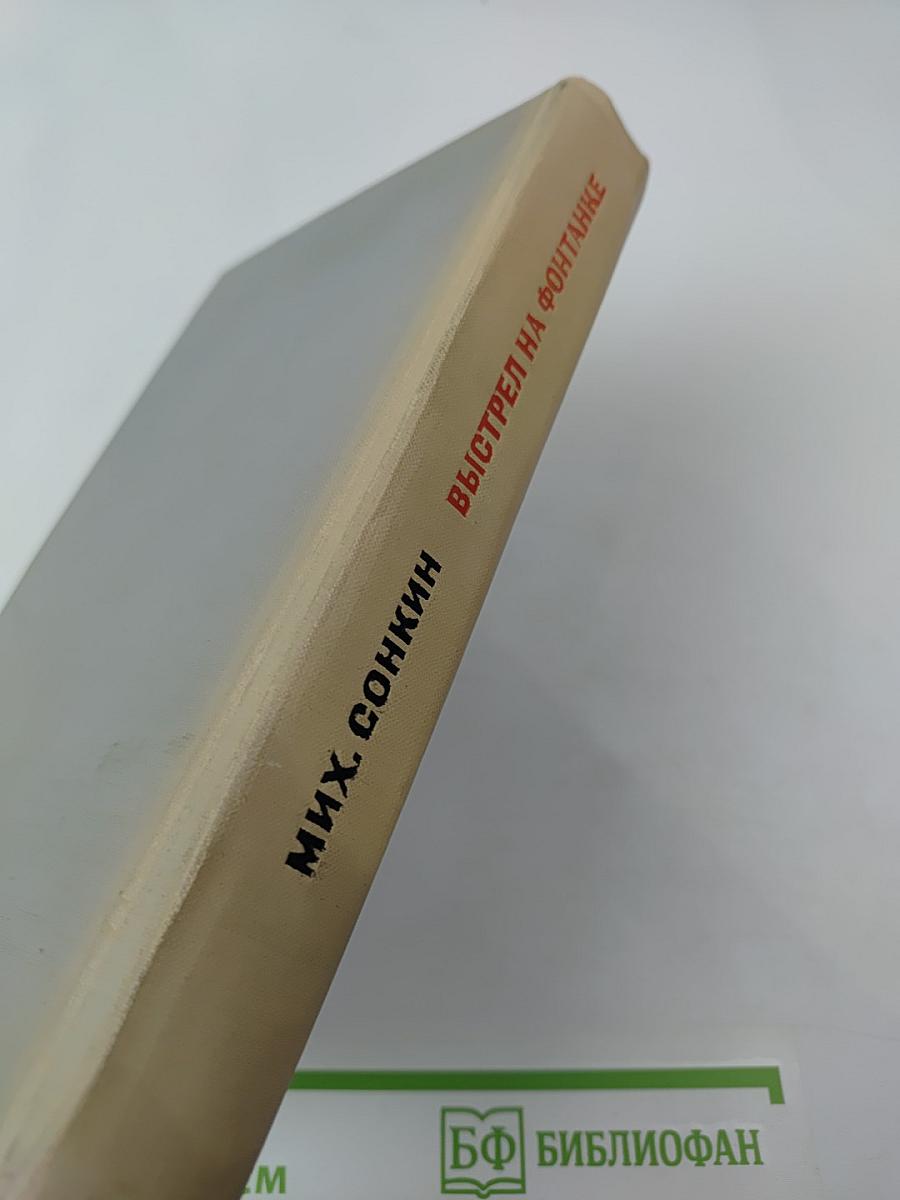 МИХ. СОНКИН ВЫСТРЕЛ НА ФОНТАНКЕ
БФ БИБЛИОФАН